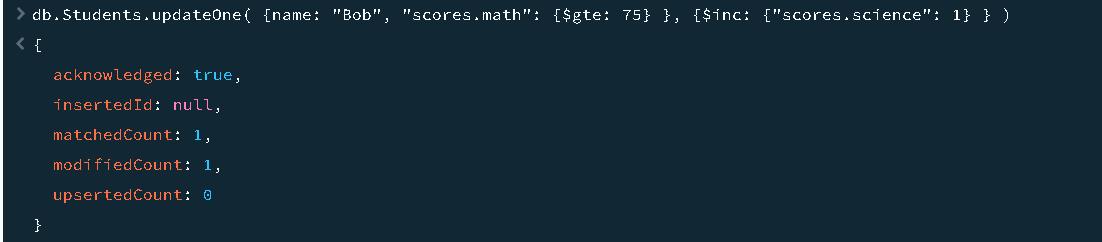 > db.Students.updateOne( {name: "Bob", "scores.math": {$gte: 75} }, {$inc: {"scores.science": 1} } )
< {
acknowledged: true,
insertedId: null,
matchedCount: 1,
modifiedCount: 1,
upsertedCount: 0
}